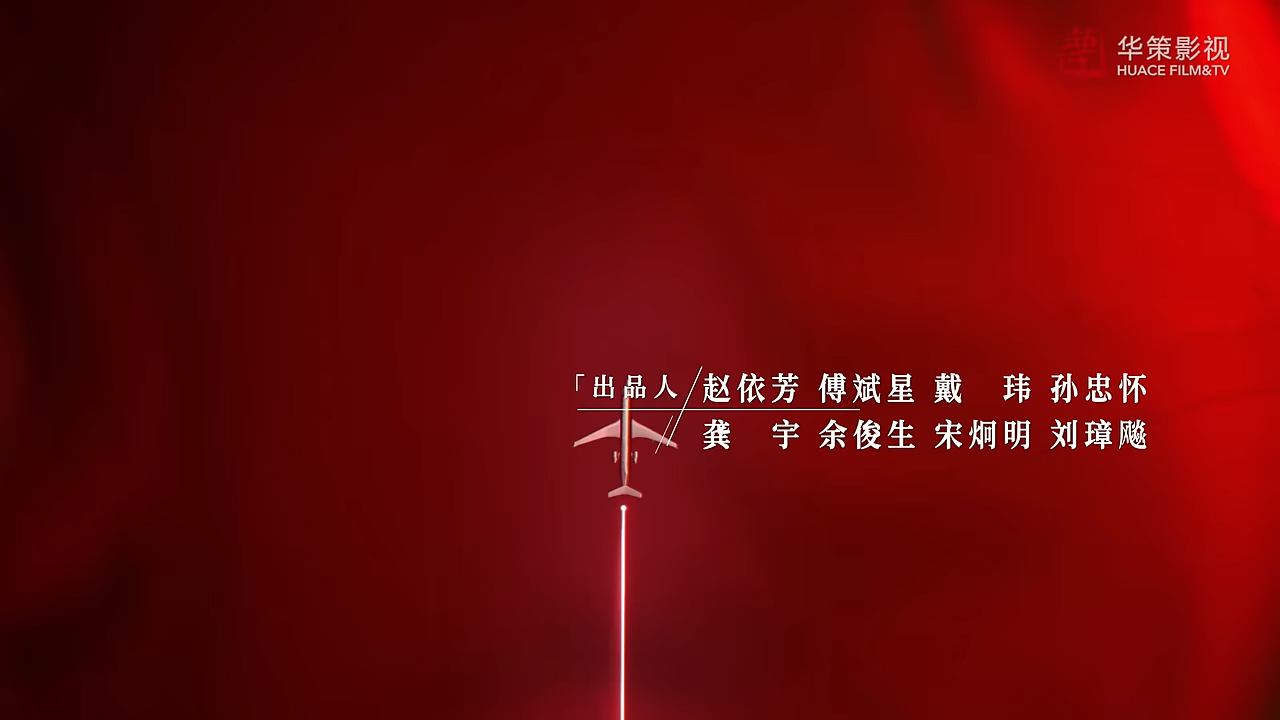 华策影视
HUACE FILM&TV
「出品人 赵依芳 傅斌星 戴　玮 孙忠怀
龚　宇 余俊生 宋炯明 刘璋飚